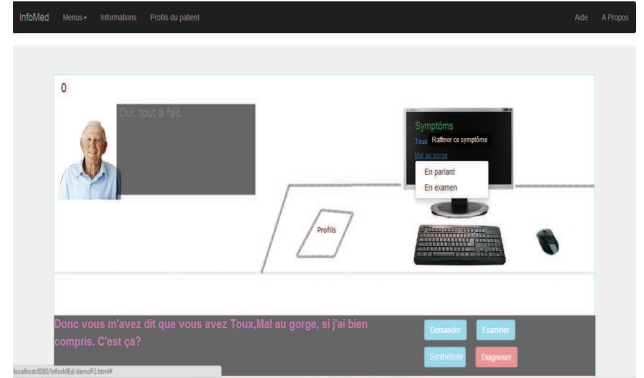 InfoMed Menus Informations Profils du patient Aide A Propos
0
Oui, tout à fait.
Symptôms
Toux Raffiner ce symptôme
Mal au gorge
En parlant
En examen
Profils
Donc vous m'avez dit que vous avez Toux,Mal au gorge, si j'ai bien
compris. C'est ça?
Demander Examiner
Synthétiser Diagnoser
localhost:8080/InfosMEd/demoP2.html#